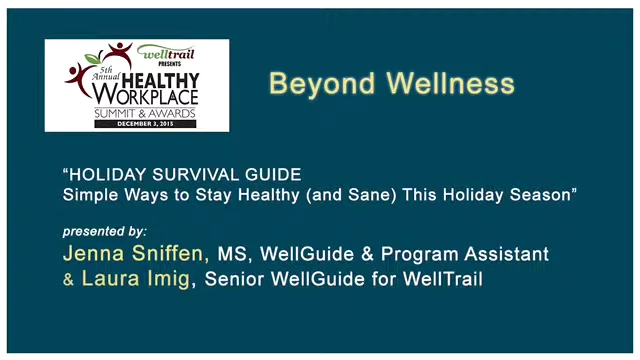 welltrail
PRESENTS
5th
Annual
HEALTHY
WORKPLACE
SUMMIT & AWARDS
DECEMBER 3, 2015
Beyond Wellness
“HOLIDAY SURVIVAL GUIDE
Simple Ways to Stay Healthy (and Sane) This Holiday Season”
presented by:
Jenna Sniffen, MS, WellGuide & Program Assistant
& Laura Imig, Senior WellGuide for WellTrail